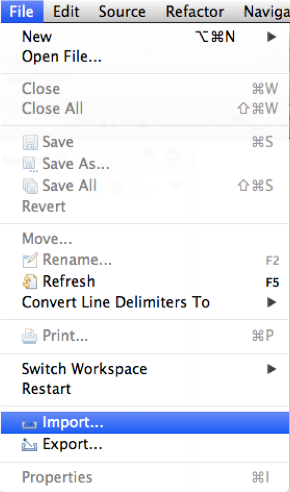 File Edit Source Refactor Naviga
New ⌥⌘N ▶
Open File...
Close ⌘W
Close All ⇧⌘W
Save ⌘S
Save As...
Save All ⇧⌘S
Revert
Move...
Rename... F2
Refresh F5
Convert Line Delimiters To ▶
Print... ⌘P
Switch Workspace ▶
Restart
Import...
Export...
Properties ⌘I